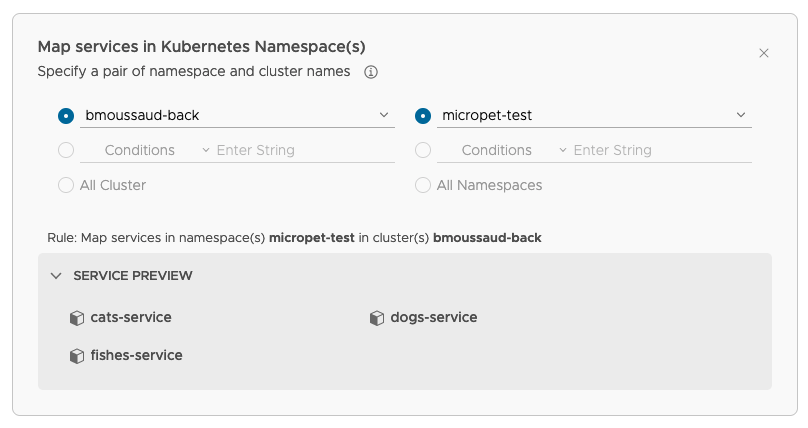 Map services in Kubernetes Namespace(s)
Specify a pair of namespace and cluster names
bmoussaud-back micropet-test
Conditions Enter String Conditions Enter String
All Cluster All Namespaces
Rule: Map services in namespace(s) micropet-test in cluster(s) bmoussaud-back
SERVICE PREVIEW
cats-service dogs-service
fishes-service